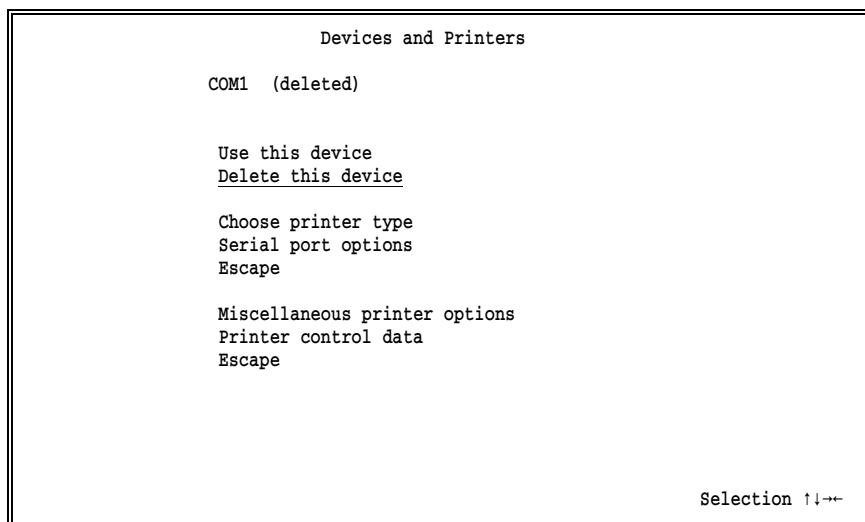 Devices and Printers
COM1 (deleted)
Use this device
Delete this device
Choose printer type
Serial port options
Escape
Miscellaneous printer options
Printer control data
Escape
Selection ↑↓→←